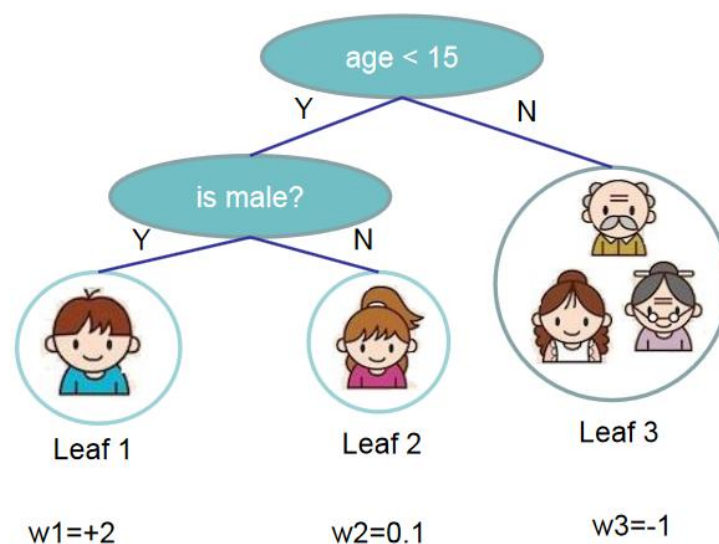 age < 15
Y
N
is male?
Y
N
Leaf 1
Leaf 2
Leaf 3
w1=+2
w2=0.1
w3=-1